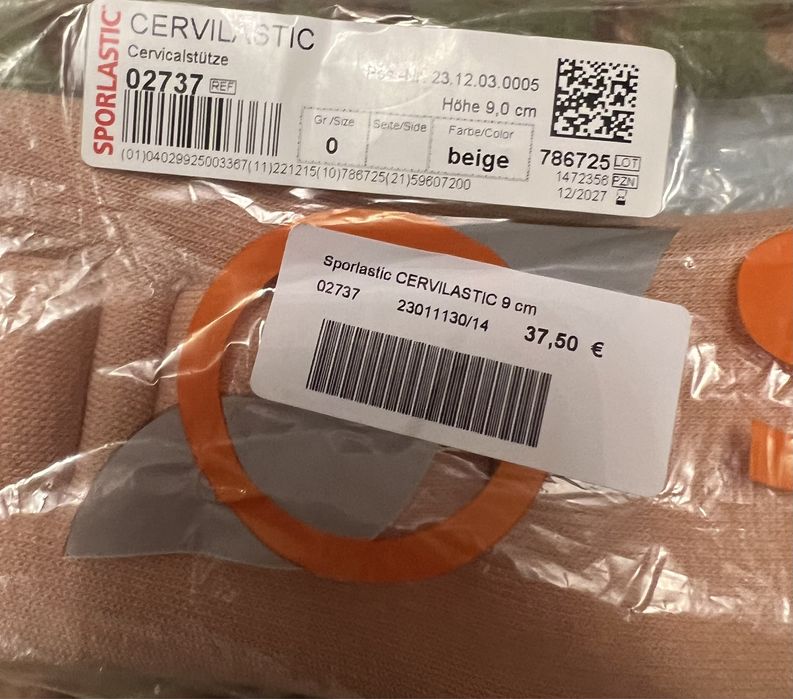 SPORLASTIC
CERVILASTIC
Cervicalstütze
02737 REF
Pos.-Nr. 23.12.03.0005
Höhe 9,0 cm
Gr/Size Seite/Side Farbe/Color
0 beige
786725 LOT
1472356 PZN
12/2027
(01)04029925003367(11)221215(10)786725(21)59607200
Sporlastic CERVILASTIC 9 cm
02737 23011130/14 37,50 €